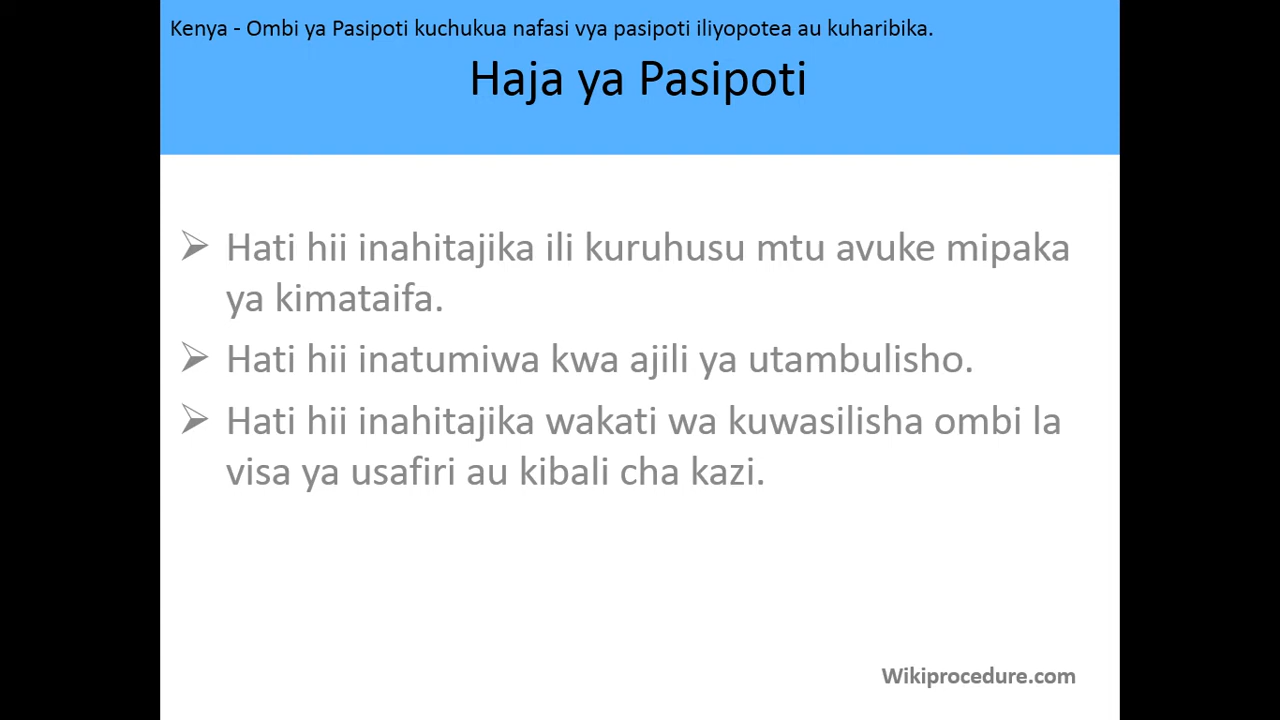 Kenya - Ombi ya Pasipoti kuchukua nafasi vya pasipoti iliyopotea au kuharibika.
Haja ya Pasipoti
Hati hii inahitajika ili kuruhusu mtu avuke mipaka
ya kimataifa.
Hati hii inatumiwa kwa ajili ya utambulisho.
Hati hii inahitajika wakati wa kuwasilisha ombi la
visa ya usafiri au kibali cha kazi.
Wikiprocedure.com